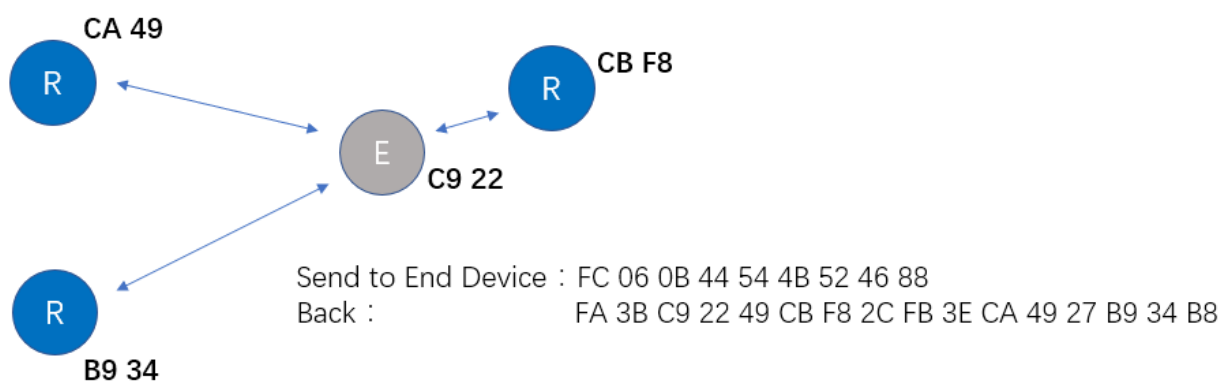 CA 49
R
CB F8
R
E
C9 22
R
B9 34
Send to End Device：FC 06 0B 44 54 4B 52 46 88
Back： FA 3B C9 22 49 CB F8 2C FB 3E CA 49 27 B9 34 B8